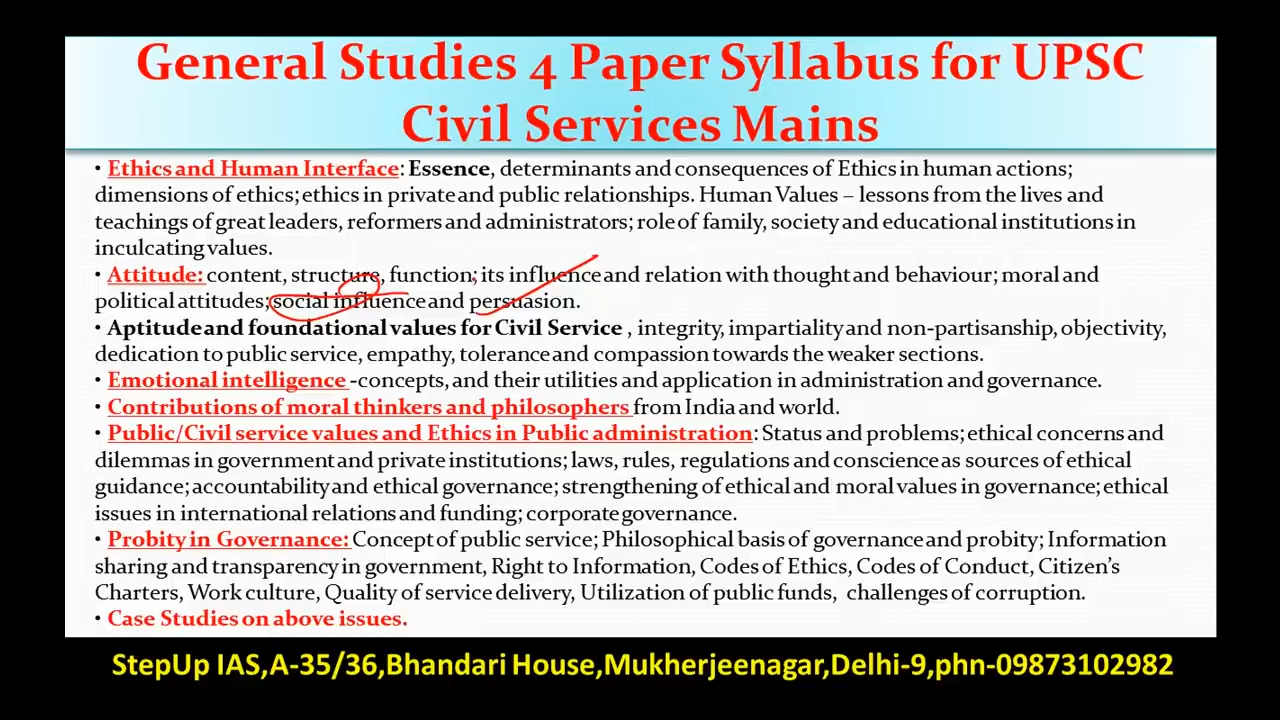 General Studies 4 Paper Syllabus for UPSC
Civil Services Mains
• Ethics and Human Interface: Essence, determinants and consequences of Ethics in human actions;
dimensions of ethics; ethics in private and public relationships. Human Values – lessons from the lives and
teachings of great leaders, reformers and administrators; role of family, society and educational institutions in
inculcating values.
• Attitude: content, structure, function; its influence and relation with thought and behaviour; moral and
political attitudes; social influence and persuasion.
• Aptitude and foundational values for Civil Service , integrity, impartiality and non-partisanship, objectivity,
dedication to public service, empathy, tolerance and compassion towards the weaker sections.
• Emotional intelligence -concepts, and their utilities and application in administration and governance.
• Contributions of moral thinkers and philosophers from India and world.
• Public/Civil service values and Ethics in Public administration: Status and problems; ethical concerns and
dilemmas in government and private institutions; laws, rules, regulations and conscience as sources of ethical
guidance; accountability and ethical governance; strengthening of ethical and moral values in governance; ethical
issues in international relations and funding; corporate governance.
• Probity in Governance: Concept of public service; Philosophical basis of governance and probity; Information
sharing and transparency in government, Right to Information, Codes of Ethics, Codes of Conduct, Citizen’s
Charters, Work culture, Quality of service delivery, Utilization of public funds, challenges of corruption.
• Case Studies on above issues.
StepUp IAS,A-35/36,Bhandari House,Mukherjeenagar,Delhi-9,phn-09873102982